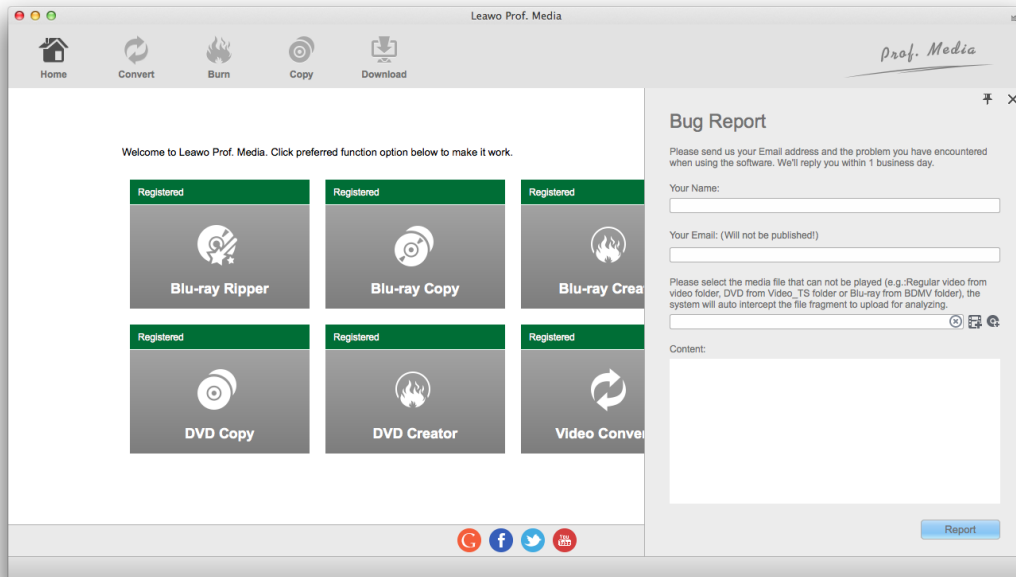 Leawo Prof. Media
Home
Convert
Burn
Copy
Download
Prof. Media
Welcome to Leawo Prof. Media. Click preferred function option below to make it work.
Registered
Registered
Registered
Blu-ray Ripper
Blu-ray Copy
Blu-ray Crea
Registered
Registered
Registered
DVD Copy
DVD Creator
Video Conve
Bug Report
Please send us your Email address and the problem you have encountered
when using the software. We'll reply you within 1 business day.
Your Name:
Your Email: (Will not be published!)
Please select the media file that can not be played (e.g.:Regular video from
video folder, DVD from Video_TS folder or Blu-ray from BDMV folder), the
system will auto intercept the file fragment to upload for analyzing.
Content:
Report
G
f
You
Tube